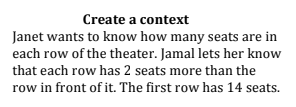 Create a context
Janet wants to know how many seats are in
each row of the theater. Jamal lets her know
that each row has 2 seats more than the
row in front of it. The first row has 14 seats.